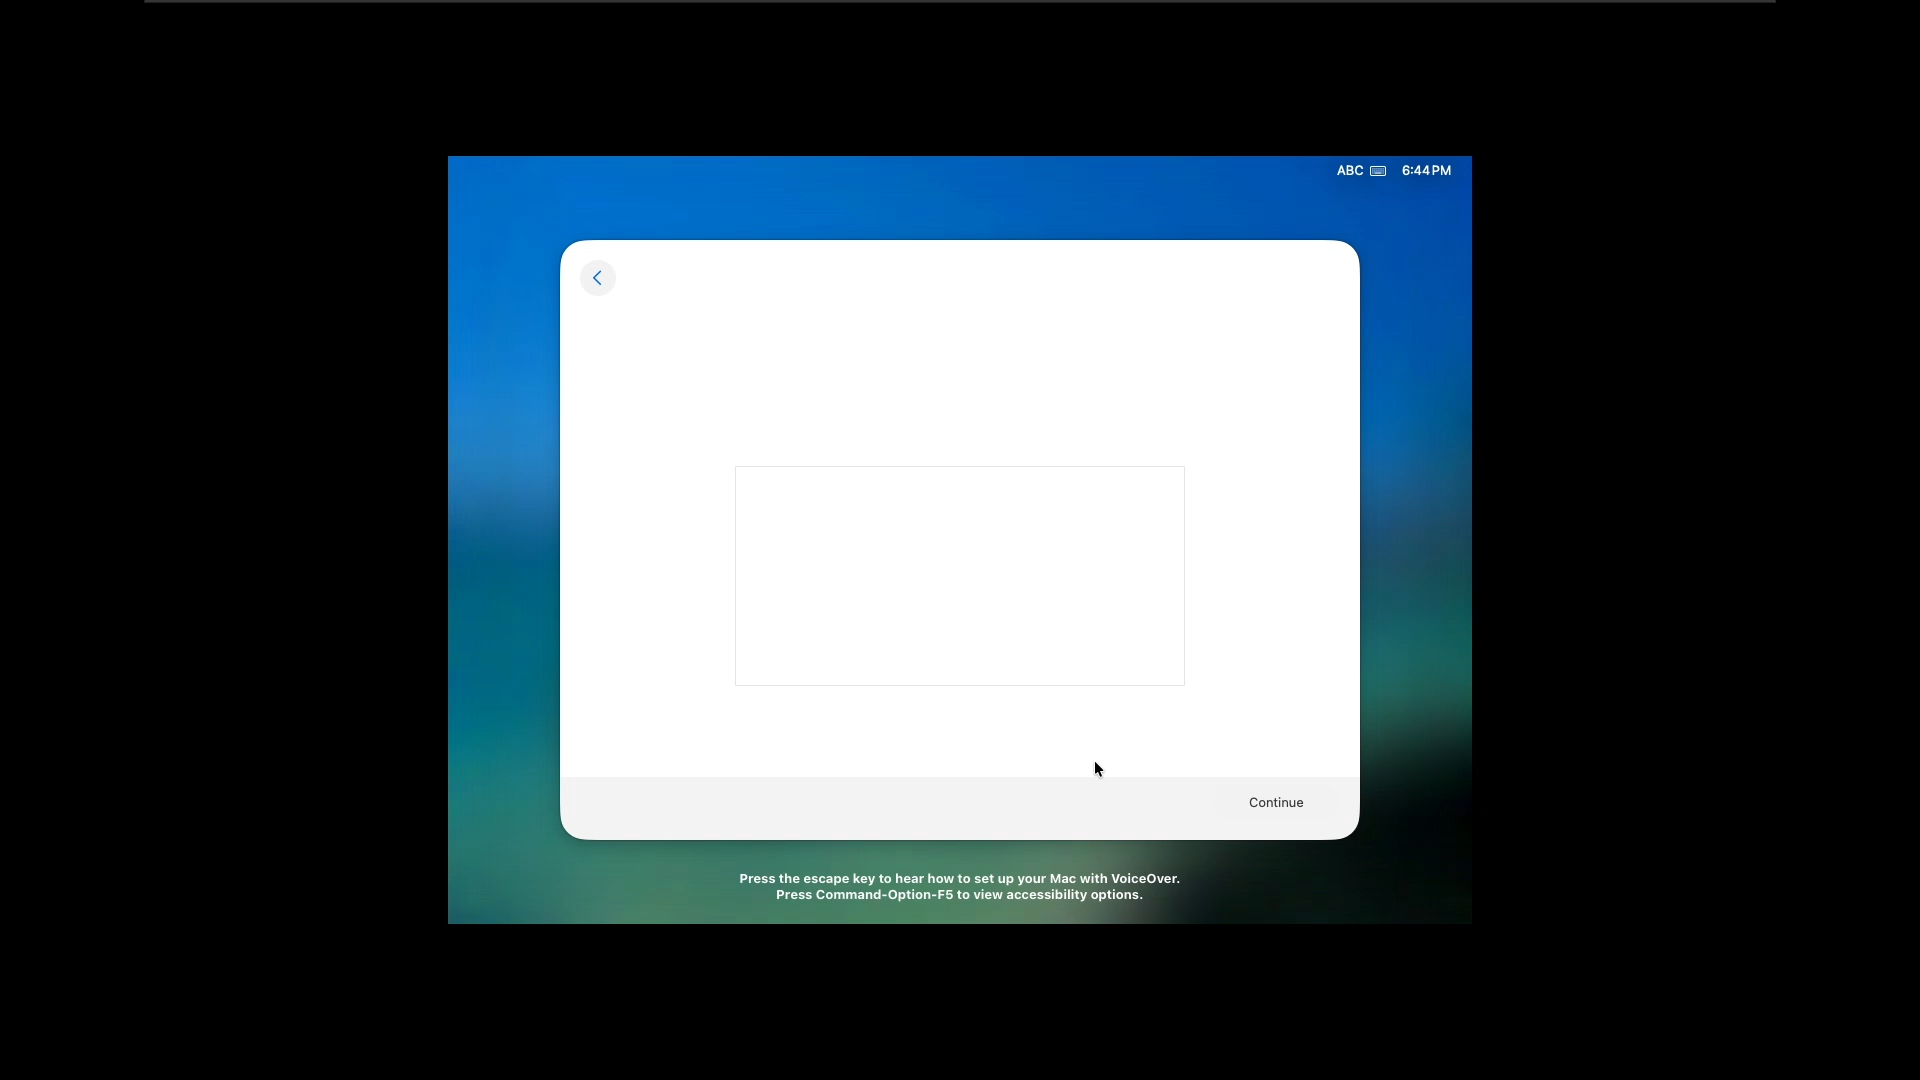 ABC 6:44 PM
Continue
Press the escape key to hear how to set up your Mac with VoiceOver.
Press Command-Option-F5 to view accessibility options.